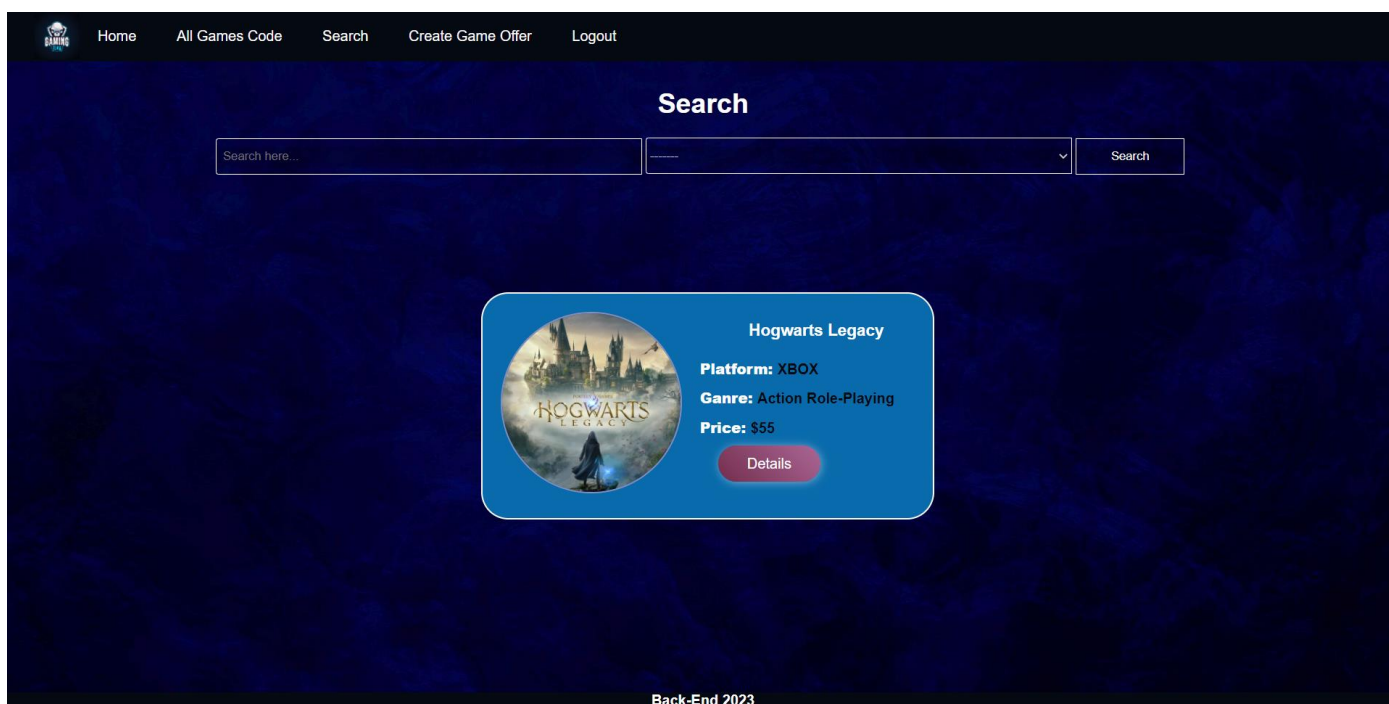 GAMING
Home
All Games Code
Search
Create Game Offer
Logout
Search
Search here...
-------
Search
HOGWARTS
LEGACY
Hogwarts Legacy
Platform: XBOX
Ganre: Action Role-Playing
Price: $55
Details
Back-End 2023